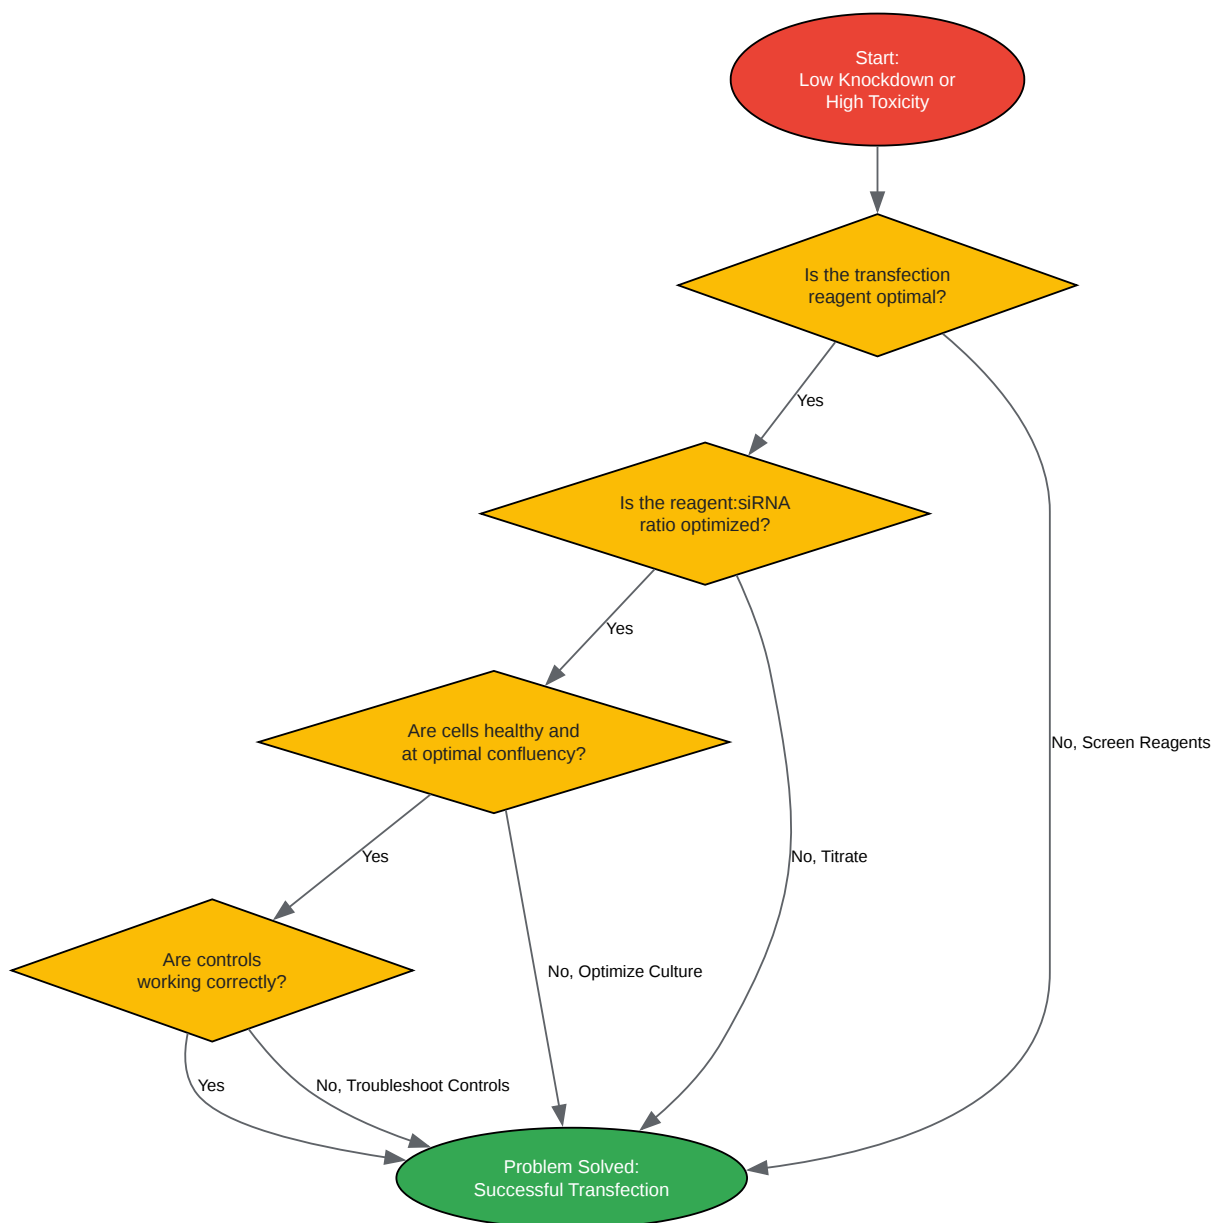 Start:
Low Knockdown or
High Toxicity
Is the transfection
reagent optimal?
Yes
Is the reagent:siRNA
ratio optimized?
Yes
Are cells healthy and
at optimal confluency?
No, Screen Reagents
Yes
No, Titrate
Are controls
working correctly?
No, Optimize Culture
Yes
No, Troubleshoot Controls
Problem Solved:
Successful Transfection